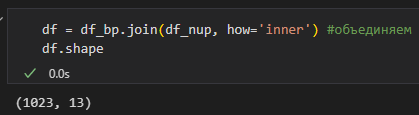 df = df_bp.join(df_nup, how='inner') #объединяем
df.shape
0.0s
(1023, 13)